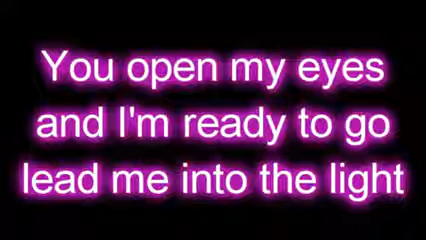 You open my eyes
and I'm ready to go
lead me into the light